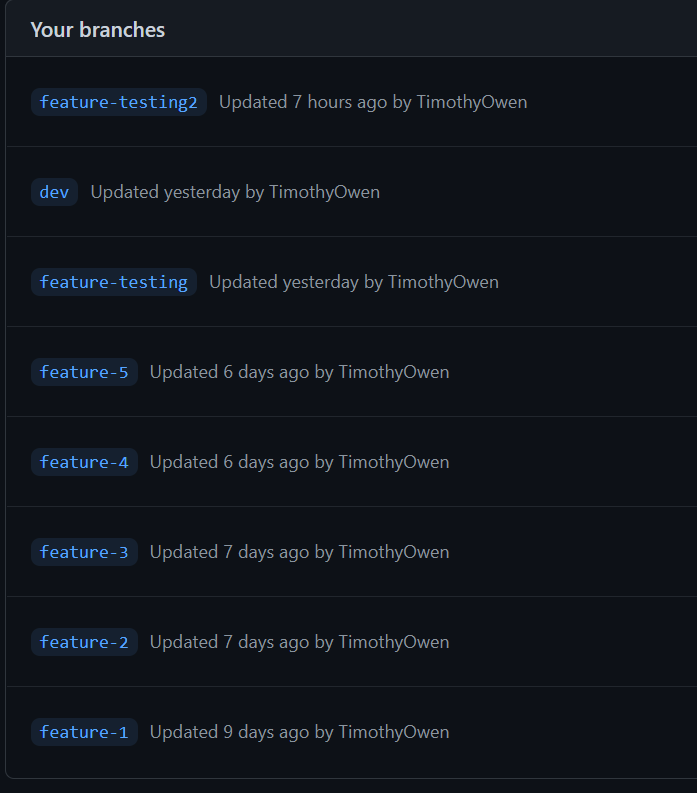 Your branches
feature-testing2 Updated 7 hours ago by TimothyOwen
dev Updated yesterday by TimothyOwen
feature-testing Updated yesterday by TimothyOwen
feature-5 Updated 6 days ago by TimothyOwen
feature-4 Updated 6 days ago by TimothyOwen
feature-3 Updated 7 days ago by TimothyOwen
feature-2 Updated 7 days ago by TimothyOwen
feature-1 Updated 9 days ago by TimothyOwen